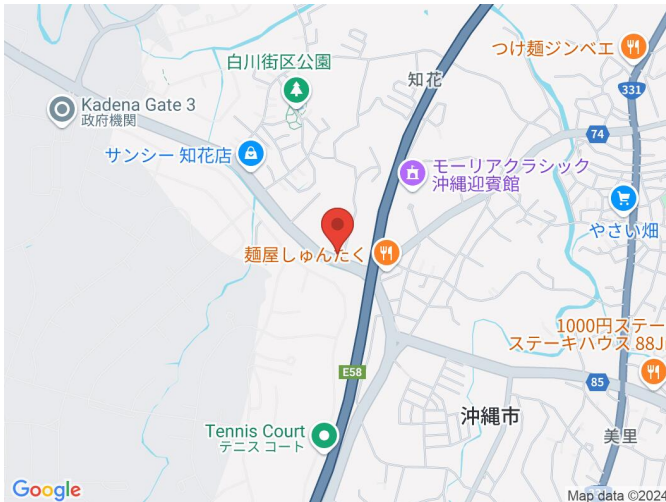 つけ麺ジンベエ
白川街区公園
知花
331
Kadena Gate 3
政府機関
74
サンシー 知花店
モーリアクラシック
沖縄迎賓館
やさい畑
麺屋しゅんたく
1000円ステー
ステーキハウス 88J
E58
85
沖縄市
Tennis Court
テニス コート
美里
Google
Map data ©2024